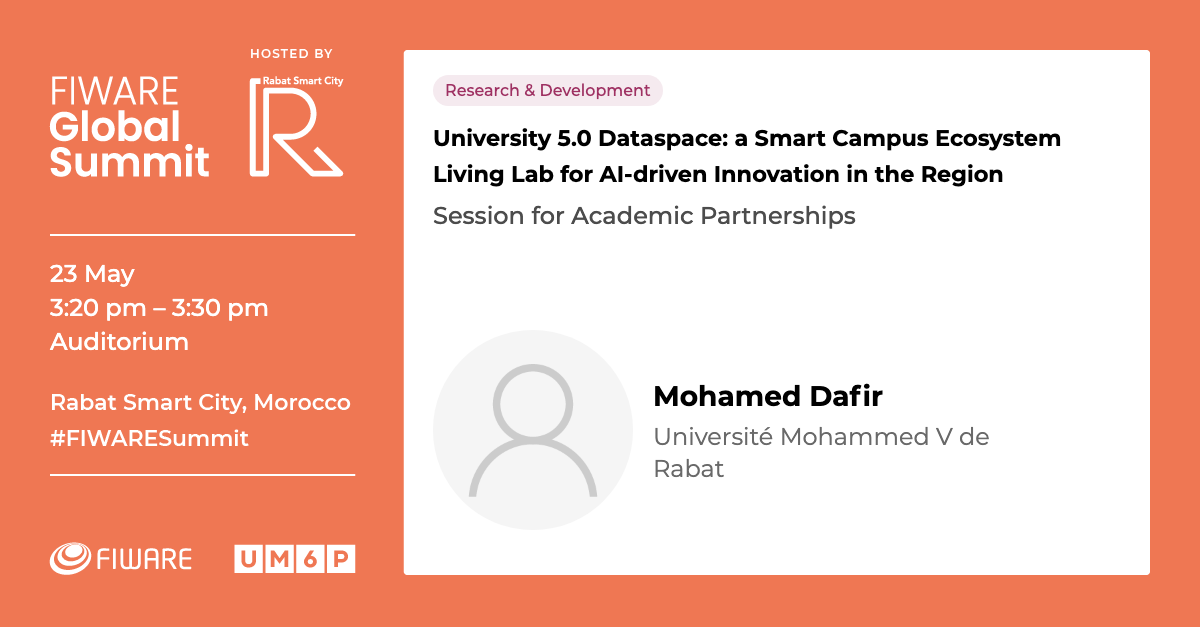 HOSTED BY
FIWARE
Global
Summit
Rabat Smart City
R
23 May
3:20 pm – 3:30 pm
Auditorium
Rabat Smart City, Morocco
#FIWARESummit
FIWARE
UM6P
Research & Development
University 5.0 Dataspace: a Smart Campus Ecosystem
Living Lab for AI-driven Innovation in the Region
Session for Academic Partnerships
Mohamed Dafir
Université Mohammed V de
Rabat